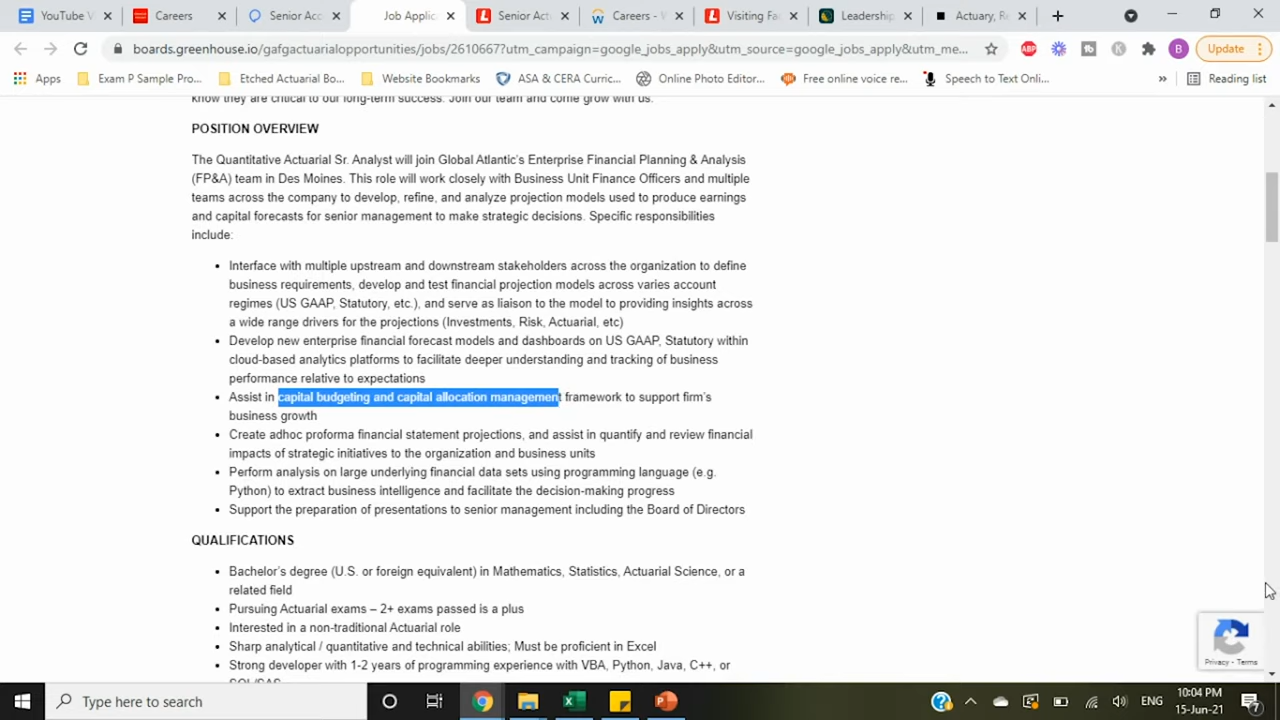 YouTube V
Careers
Senior Acc
Job Applic
Senior Act
Careers - W
Visiting Fac
Leadership
Actuary, Re
boards.greenhouse.io/gafgactuarialopportunities/jobs/2610667?utm_campaign=google_jobs_apply&utm_source=google_jobs_apply&utm_me...
ABP
K
B
Update
Apps
Exam P Sample Pro...
Etched Actuarial Bo...
Website Bookmarks
ASA & CERA Curric...
Online Photo Editor...
Free online voice re...
Speech to Text Onli...
»
Reading list
know they are critical to our long-term success. Join our team and come grow with us.
POSITION OVERVIEW
The Quantitative Actuarial Sr. Analyst will join Global Atlantic's Enterprise Financial Planning & Analysis
(FP&A) team in Des Moines. This role will work closely with Business Unit Finance Officers and multiple
teams across the company to develop, refine, and analyze projection models used to produce earnings
and capital forecasts for senior management to make strategic decisions. Specific responsibilities
include:
• Interface with multiple upstream and downstream stakeholders across the organization to define
business requirements, develop and test financial projection models across varies account
regimes (US GAAP, Statutory, etc.), and serve as liaison to the model to providing insights across
a wide range drivers for the projections (Investments, Risk, Actuarial, etc)
• Develop new enterprise financial forecast models and dashboards on US GAAP, Statutory within
cloud-based analytics platforms to facilitate deeper understanding and tracking of business
performance relative to expectations
• Assist in capital budgeting and capital allocation management framework to support firm's
business growth
• Create adhoc proforma financial statement projections, and assist in quantify and review financial
impacts of strategic initiatives to the organization and business units
• Perform analysis on large underlying financial data sets using programming language (e.g.
Python) to extract business intelligence and facilitate the decision-making progress
• Support the preparation of presentations to senior management including the Board of Directors
QUALIFICATIONS
• Bachelor's degree (U.S. or foreign equivalent) in Mathematics, Statistics, Actuarial Science, or a
related field
• Pursuing Actuarial exams – 2+ exams passed is a plus
• Interested in a non-traditional Actuarial role
• Sharp analytical / quantitative and technical abilities; Must be proficient in Excel
• Strong developer with 1-2 years of programming experience with VBA, Python, Java, C++, or
SQL/SAS
Privacy - Terms
Type here to search
ENG
10:04 PM
15-Jun-21
7